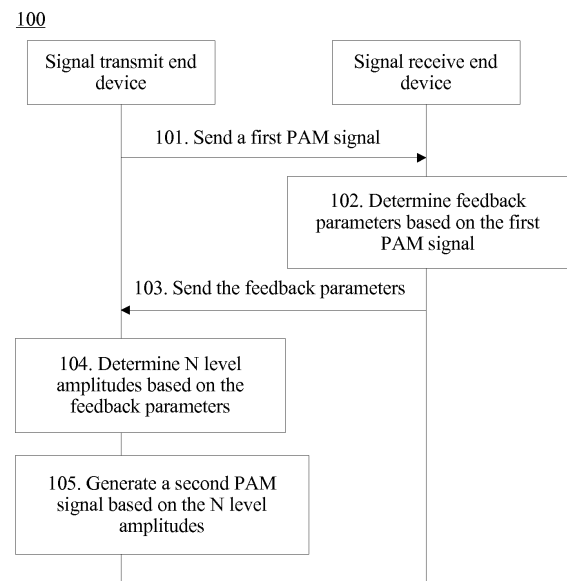 100
Signal transmit end
device
Signal receive end
device
101. Send a first PAM signal
102. Determine feedback
parameters based on the first
PAM signal
103. Send the feedback parameters
104. Determine N level
amplitudes based on the
feedback parameters
105. Generate a second PAM
signal based on the N level
amplitudes